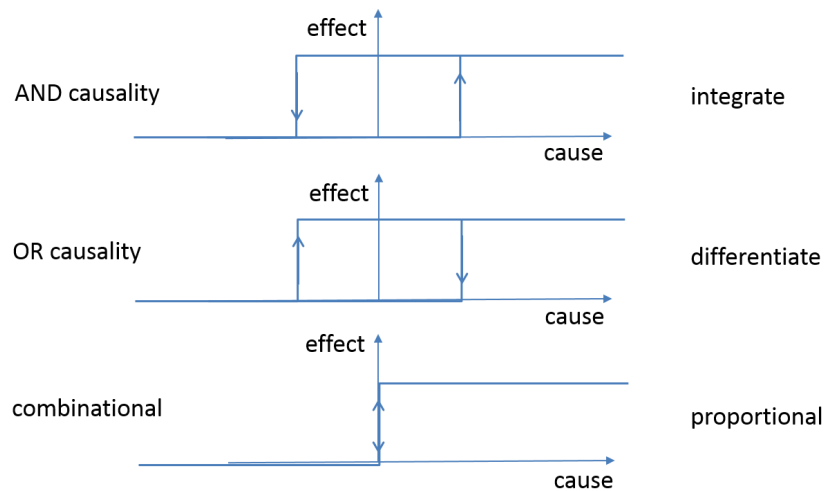 effect
AND causality
integrate
cause
effect
OR causality
differentiate
cause
effect
combinational
proportional
cause